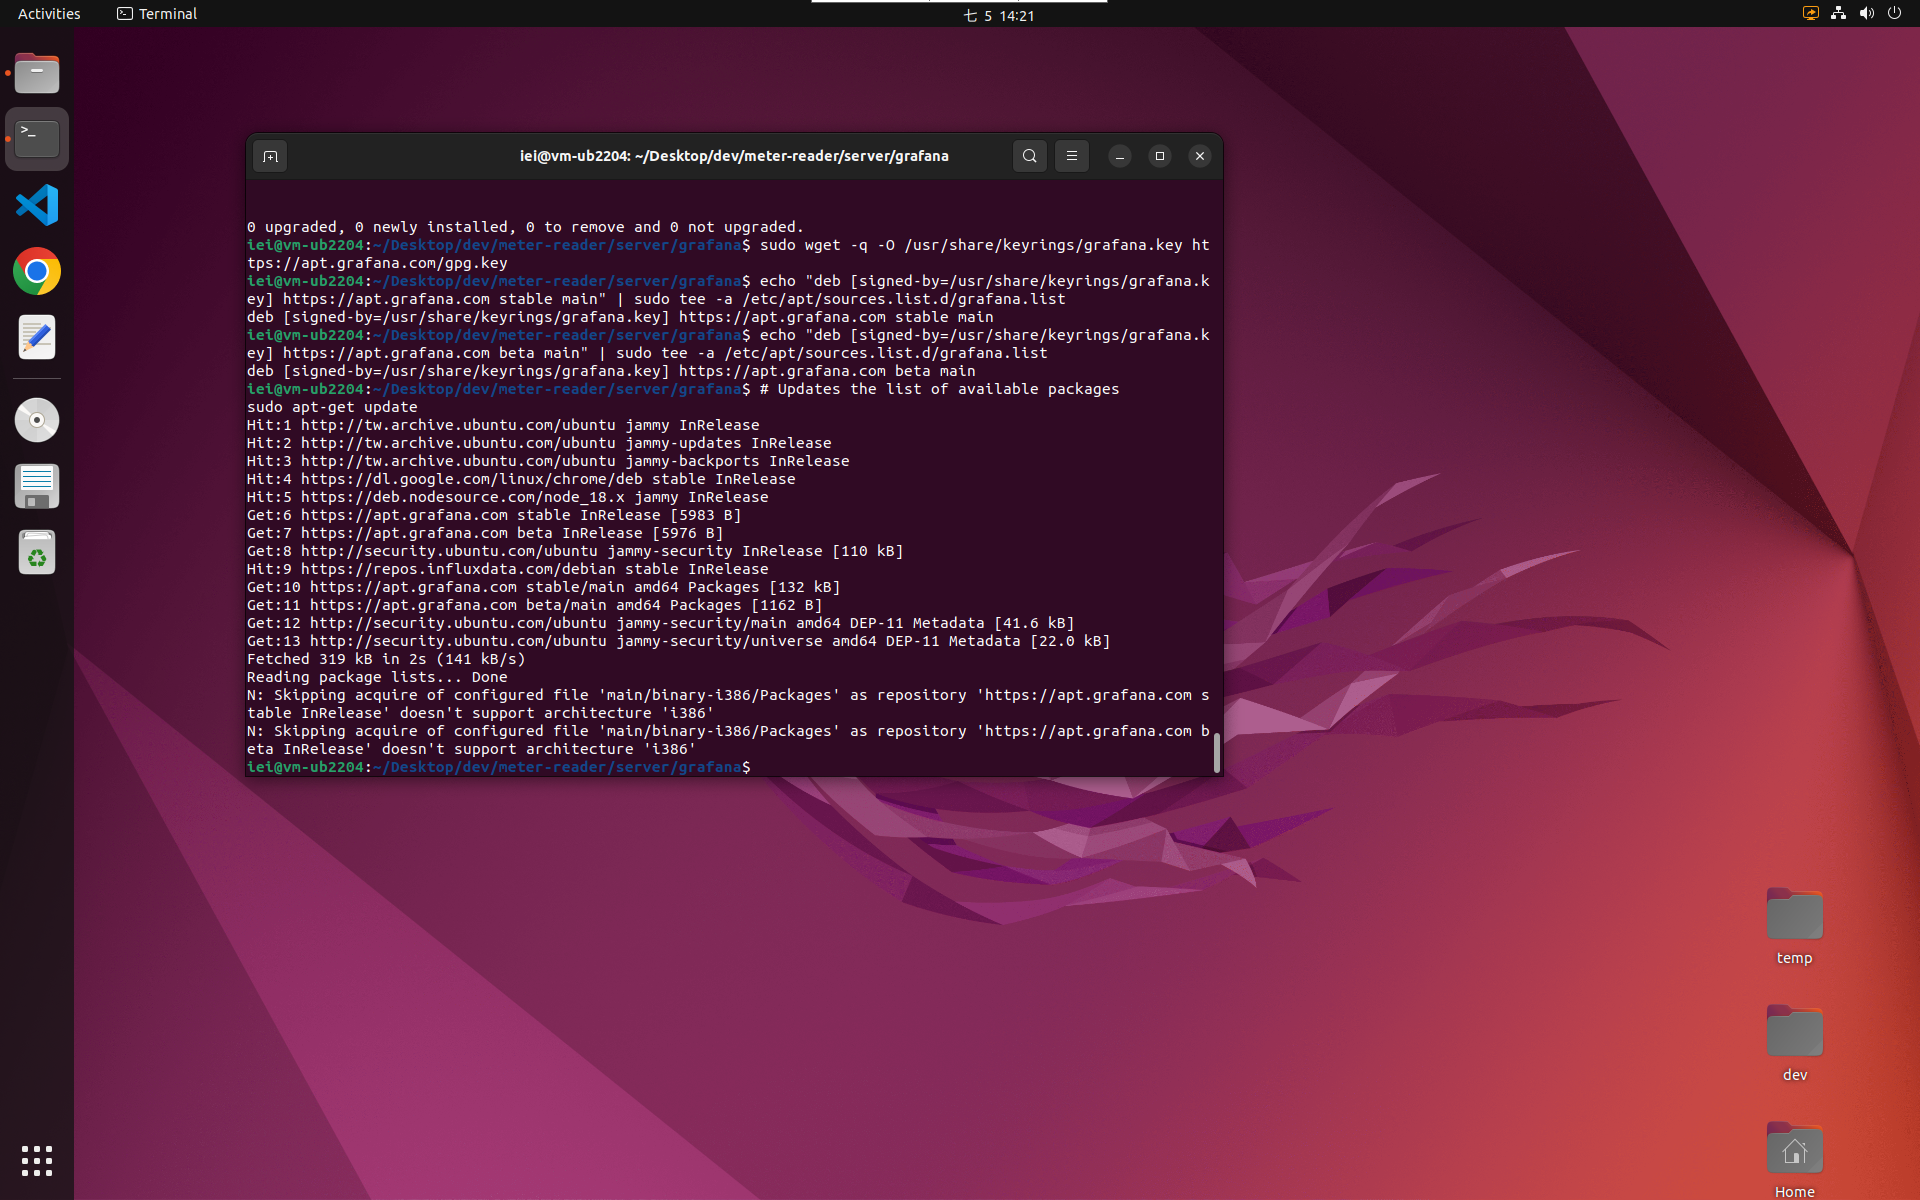 Activities
Terminal
七 5 14:21
iei@vm-ub2204: ~/Desktop/dev/meter-reader/server/grafana
0 upgraded, 0 newly installed, 0 to remove and 0 not upgraded.
iei@vm-ub2204:~/Desktop/dev/meter-reader/server/grafana$ sudo wget -q -O /usr/share/keyrings/grafana.key ht
tps://apt.grafana.com/gpg.key
iei@vm-ub2204:~/Desktop/dev/meter-reader/server/grafana$ echo "deb [signed-by=/usr/share/keyrings/grafana.k
ey] https://apt.grafana.com stable main" | sudo tee -a /etc/apt/sources.list.d/grafana.list
deb [signed-by=/usr/share/keyrings/grafana.key] https://apt.grafana.com stable main
iei@vm-ub2204:~/Desktop/dev/meter-reader/server/grafana$ echo "deb [signed-by=/usr/share/keyrings/grafana.k
ey] https://apt.grafana.com beta main" | sudo tee -a /etc/apt/sources.list.d/grafana.list
deb [signed-by=/usr/share/keyrings/grafana.key] https://apt.grafana.com beta main
iei@vm-ub2204:~/Desktop/dev/meter-reader/server/grafana$ # Updates the list of available packages
sudo apt-get update
Hit:1 http://tw.archive.ubuntu.com/ubuntu jammy InRelease
Hit:2 http://tw.archive.ubuntu.com/ubuntu jammy-updates InRelease
Hit:3 http://tw.archive.ubuntu.com/ubuntu jammy-backports InRelease
Hit:4 https://dl.google.com/linux/chrome/deb stable InRelease
Hit:5 https://deb.nodesource.com/node_18.x jammy InRelease
Get:6 https://apt.grafana.com stable InRelease [5983 B]
Get:7 https://apt.grafana.com beta InRelease [5976 B]
Get:8 http://security.ubuntu.com/ubuntu jammy-security InRelease [110 kB]
Hit:9 https://repos.influxdata.com/debian stable InRelease
Get:10 https://apt.grafana.com stable/main amd64 Packages [132 kB]
Get:11 https://apt.grafana.com beta/main amd64 Packages [1162 B]
Get:12 http://security.ubuntu.com/ubuntu jammy-security/main amd64 DEP-11 Metadata [41.6 kB]
Get:13 http://security.ubuntu.com/ubuntu jammy-security/universe amd64 DEP-11 Metadata [22.0 kB]
Fetched 319 kB in 2s (141 kB/s)
Reading package lists... Done
N: Skipping acquire of configured file 'main/binary-i386/Packages' as repository 'https://apt.grafana.com s
table InRelease' doesn't support architecture 'i386'
N: Skipping acquire of configured file 'main/binary-i386/Packages' as repository 'https://apt.grafana.com b
eta InRelease' doesn't support architecture 'i386'
iei@vm-ub2204:~/Desktop/dev/meter-reader/server/grafana$
temp
dev
Home